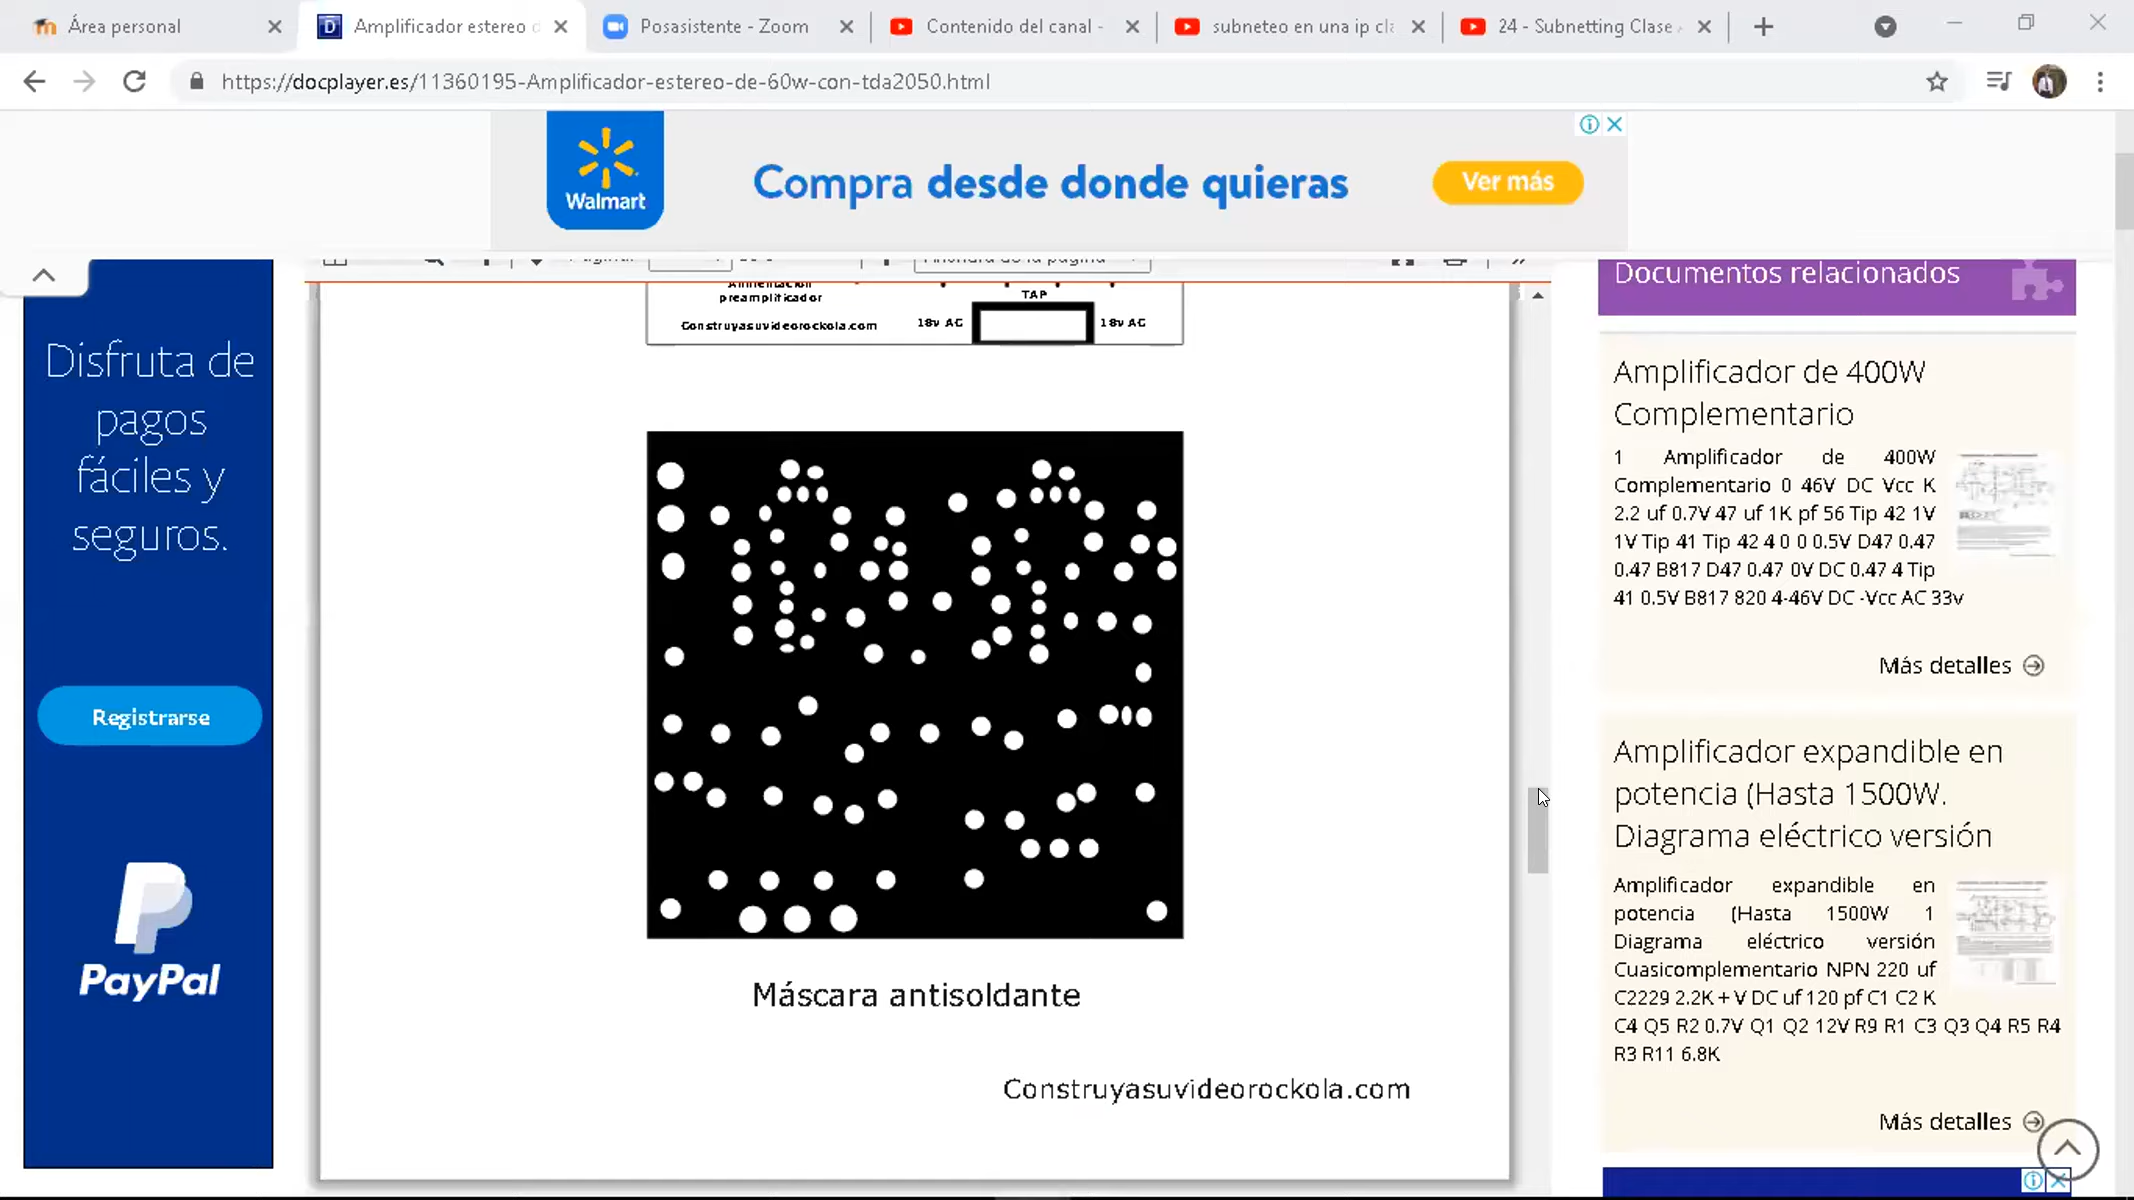 Área personal
Amplificador estereo d
Posasistente - Zoom
Contenido del canal -
subneteo en una ip cla
24 - Subnetting Clase A
https://docplayer.es/11360195-Amplificador-estereo-de-60w-con-tda2050.html
Walmart
Compra desde donde quieras
Ver más
Disfruta de
pagos
fáciles y
seguros.
Registrarse
PayPal
Alimentación
preamplificador
TAP
Construyasuvideorockola.com
18v AC
18v AC
Máscara antisoldante
Construyasuvideorockola.com
Documentos relacionados
Amplificador de 400W
Complementario
1 Amplificador de 400W
Complementario 0 46V DC Vcc K
2.2 uf 0.7V 47 uf 1K pf 56 Tip 42 1V
1V Tip 41 Tip 42 4 0 0 0.5V D47 0.47
0.47 B817 D47 0.47 0V DC 0.47 4 Tip
41 0.5V B817 820 4-46V DC -Vcc AC 33v
Más detalles
Amplificador expandible en
potencia (Hasta 1500W.
Diagrama eléctrico versión
Amplificador expandible en
potencia (Hasta 1500W 1
Diagrama eléctrico versión
Cuasicomplementario NPN 220 uf
C2229 2.2K + V DC uf 120 pf C1 C2 K
C4 Q5 R2 0.7V Q1 Q2 12V R9 R1 C3 Q3 Q4 R5 R4
R3 R11 6.8K
Más detalles